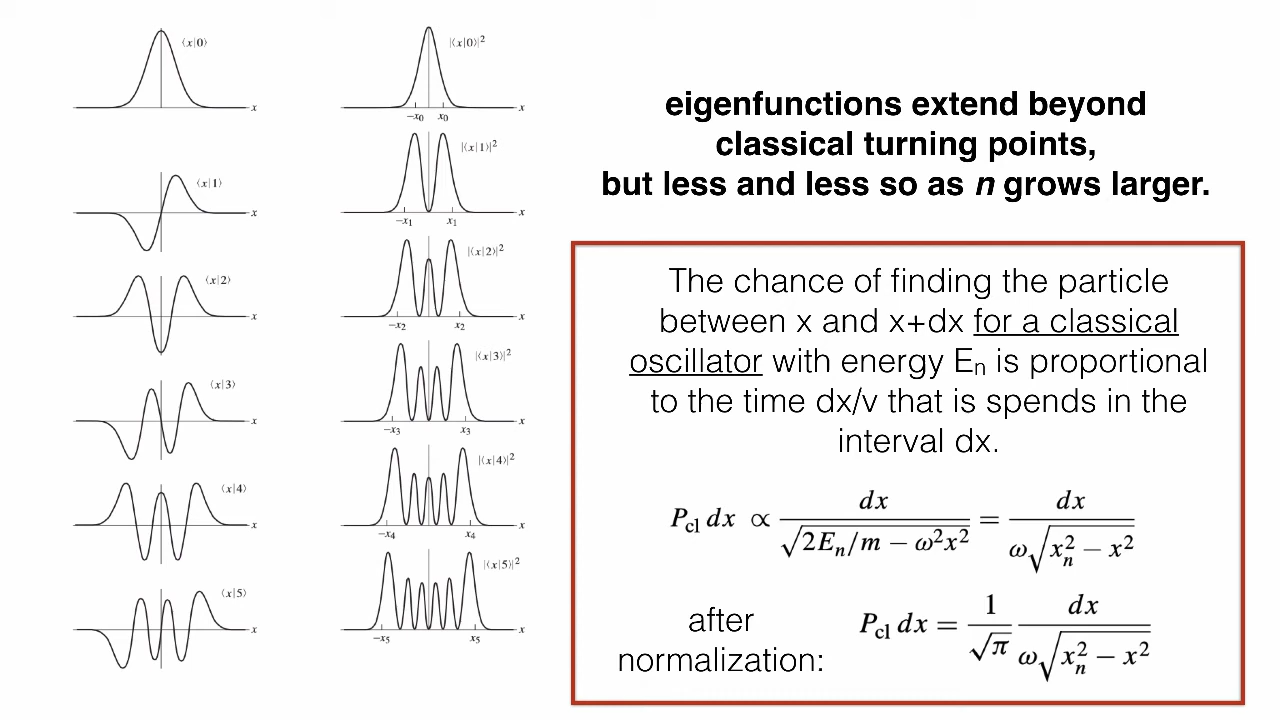 ⟨x|0⟩
x
|⟨x|0⟩|²
−x₀ x₀ x
⟨x|1⟩
x
|⟨x|1⟩|²
−x₁ x₁ x
⟨x|2⟩
x
|⟨x|2⟩|²
−x₂ x₂ x
⟨x|3⟩
x
|⟨x|3⟩|²
−x₃ x₃ x
⟨x|4⟩
x
|⟨x|4⟩|²
−x₄ x₄ x
⟨x|5⟩
x
|⟨x|5⟩|²
−x₅ x₅ x
eigenfunctions extend beyond
classical turning points,
but less and less so as n grows larger.
The chance of finding the particle
between x and x+dx for a classical
oscillator with energy Eₙ is proportional
to the time dx/v that is spends in the
interval dx.
P_cl dx ∝ dx / √(2Eₙ/m − ω²x²) = dx / (ω√(xₙ² − x²))
after
normalization:
P_cl dx = (1/√π) dx / (ω√(xₙ² − x²))